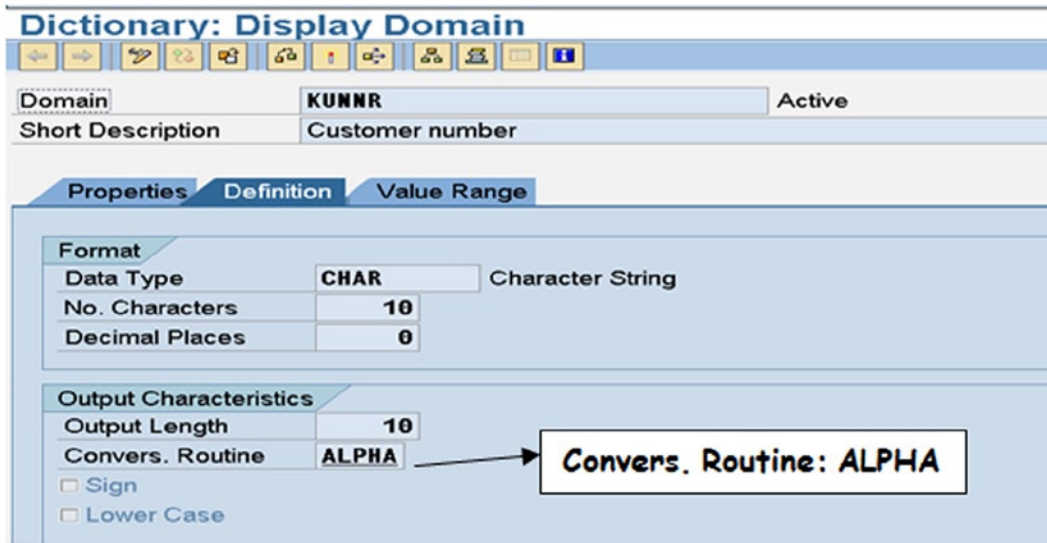 Dictionary: Display Domain
Domain KUNNR Active
Short Description Customer number
Properties Definition Value Range
Format
Data Type CHAR Character String
No. Characters 10
Decimal Places 0
Output Characteristics
Output Length 10
Convers. Routine ALPHA
Convers. Routine: ALPHA
Sign
Lower Case